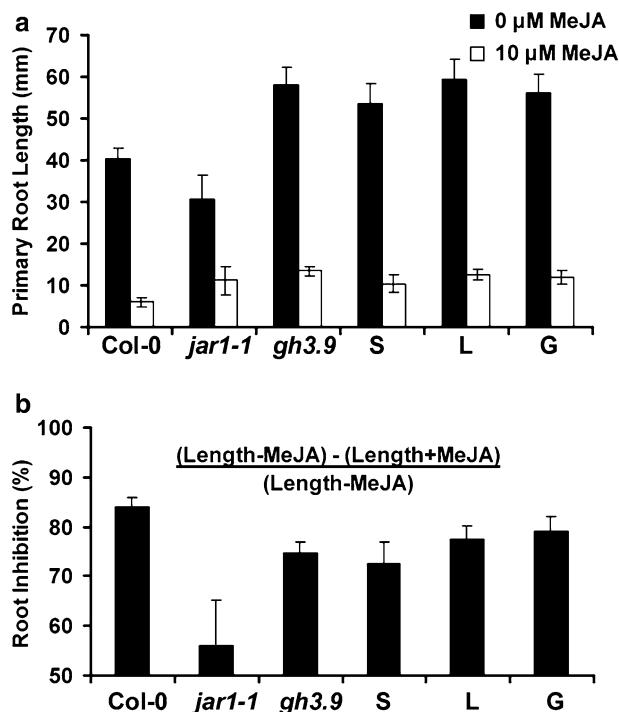 a
0 µM MeJA
10 µM MeJA
Primary Root Length (mm)
70
60
50
40
30
20
10
0
Col-0 jar1-1 gh3.9 S L G
b
Root Inhibition (%)
100
90
80
70
60
50
(Length-MeJA) - (Length+MeJA)
(Length-MeJA)
Col-0 jar1-1 gh3.9 S L G